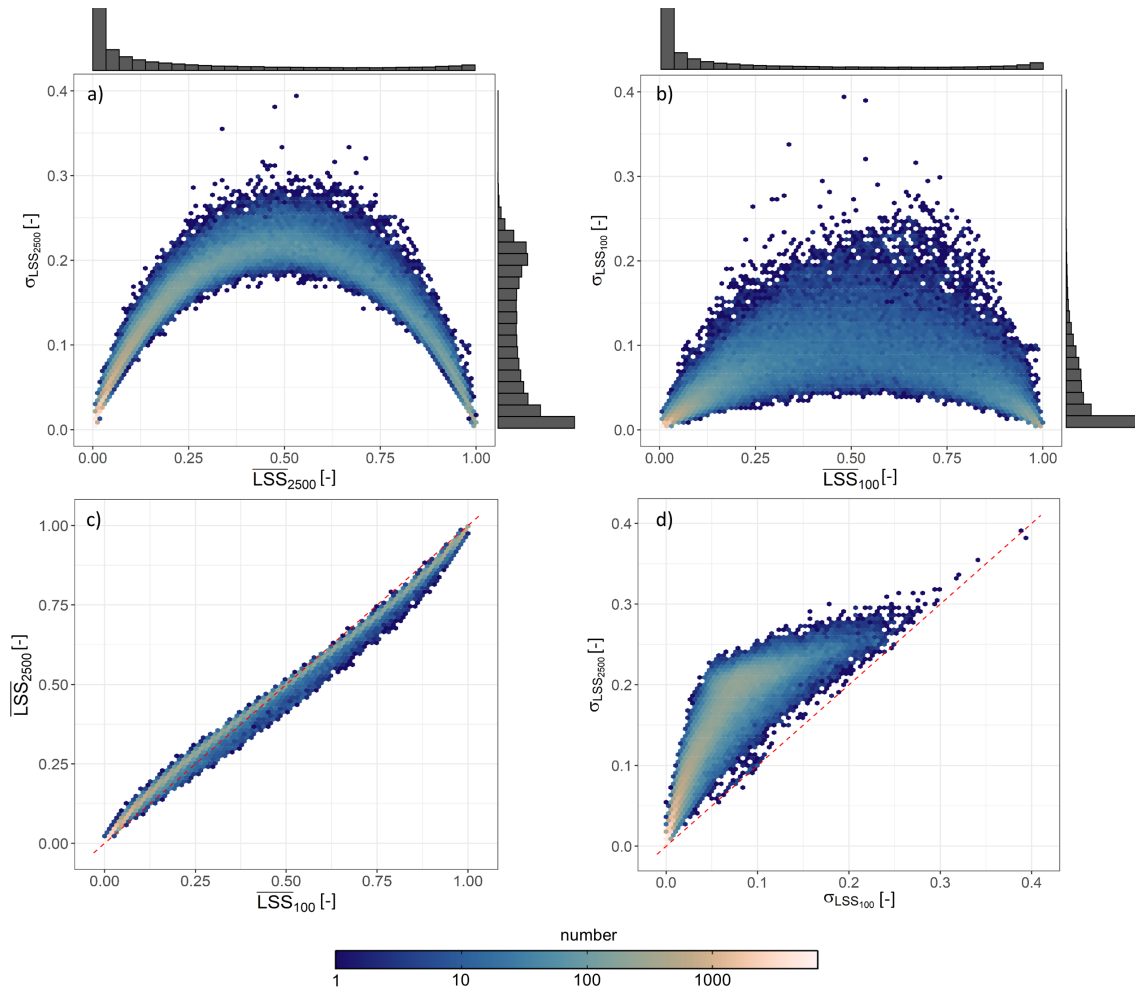 a)
0.4
0.3
0.2
0.1
0.0
σLSS2500 [-]
0.00 0.25 0.50 0.75 1.00
LSS2500 [-]
b)
0.4
0.3
0.2
0.1
0.0
σLSS100 [-]
0.00 0.25 0.50 0.75 1.00
LSS100 [-]
c)
1.00
0.75
0.50
0.25
0.00
LSS2500 [-]
0.00 0.25 0.50 0.75 1.00
LSS100 [-]
d)
0.4
0.3
0.2
0.1
0.0
σLSS2500 [-]
0.0 0.1 0.2 0.3 0.4
σLSS100 [-]
number
1 10 100 1000